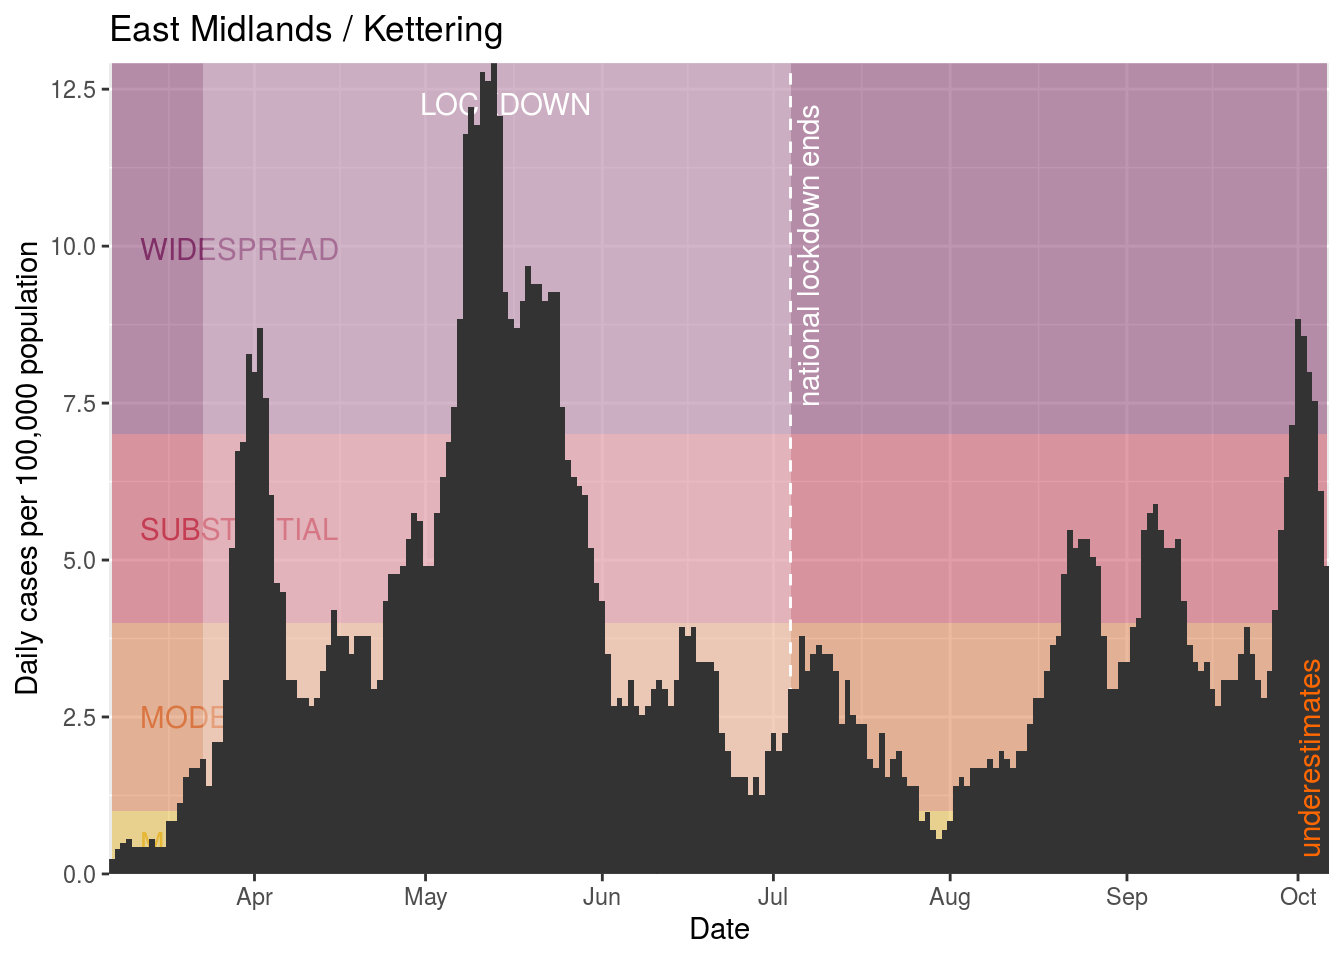 East Midlands / Kettering
12.5
10.0
7.5
5.0
2.5
0.0
Daily cases per 100,000 population
LOCKDOWN
national lockdown ends
WIDESPREAD
underestimates
Apr
May
Jun
Jul
Aug
Sep
Oct
Date